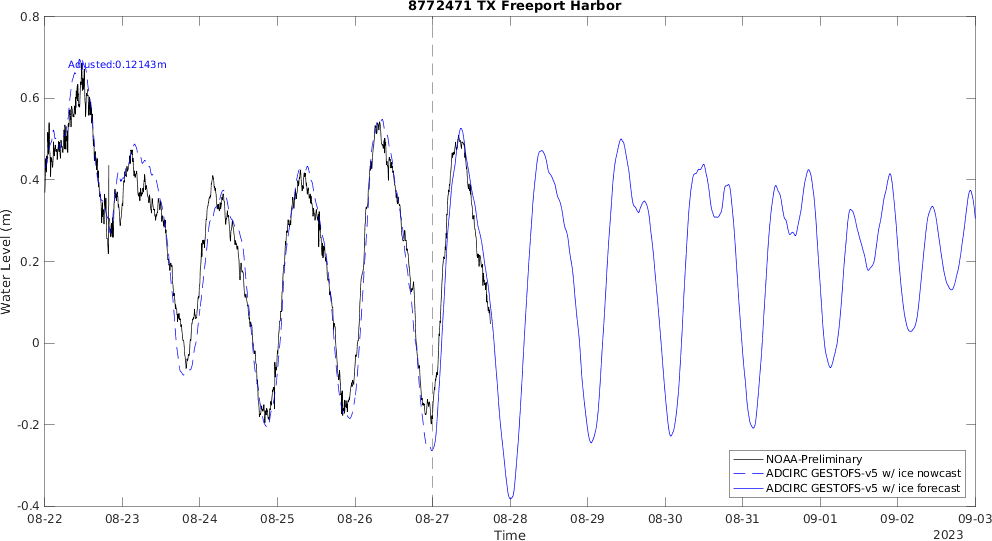 8772471 TX Freeport Harbor
0.8
0.6
0.4
0.2
0
-0.2
-0.4
Water Level (m)
Adjusted:0.12143m
NOAA-Preliminary
ADCIRC GESTOFS-v5 w/ ice nowcast
ADCIRC GESTOFS-v5 w/ ice forecast
08-22 08-23 08-24 08-25 08-26 08-27 08-28 08-29 08-30 08-31 09-01 09-02 09-03
Time
2023